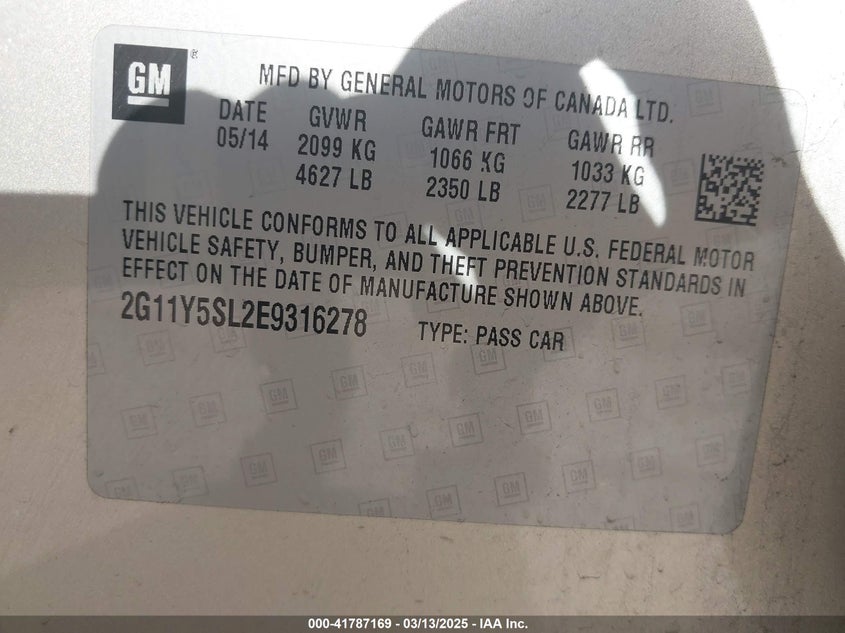 GM ®
MFD BY GENERAL MOTORS OF CANADA LTD.
DATE GVWR GAWR FRT GAWR RR
05/14 2099 KG 1066 KG 1033 KG
4627 LB 2350 LB 2277 LB
THIS VEHICLE CONFORMS TO ALL APPLICABLE U.S. FEDERAL MOTOR
VEHICLE SAFETY, BUMPER, AND THEFT PREVENTION STANDARDS IN
EFFECT ON THE DATE OF MANUFACTURE SHOWN ABOVE.
2G11Y5SL2E9316278 TYPE: PASS CAR
000-41787169 — 03/13/2025 — IAA Inc.